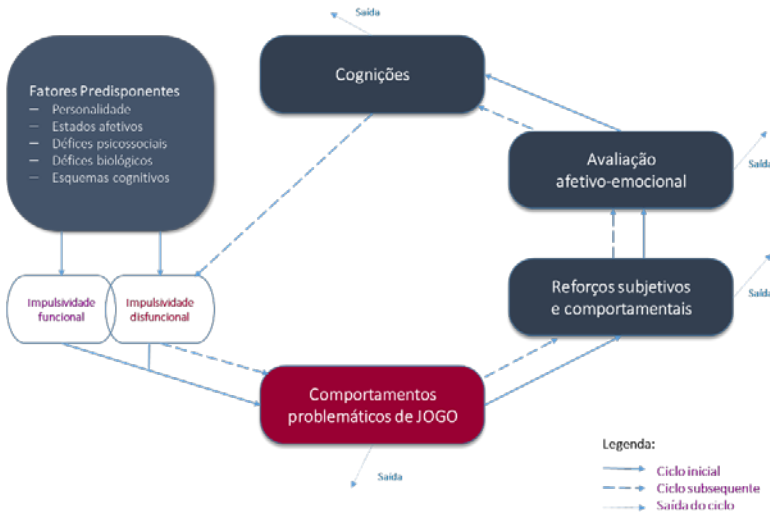 Saída
Cognições
Fatores Predisponentes
— Personalidade
— Estados afetivos
— Défices psicossociais
— Défices biológicos
— Esquemas cognitivos
Avaliação
afetivo-emocional
Saída
Reforços subjetivos
e comportamentais
Saída
Impulsividade
funcional
Impulsividade
disfuncional
Comportamentos
problemáticos de JOGO
Saída
Legenda:
Ciclo inicial
Ciclo subsequente
Saída do ciclo